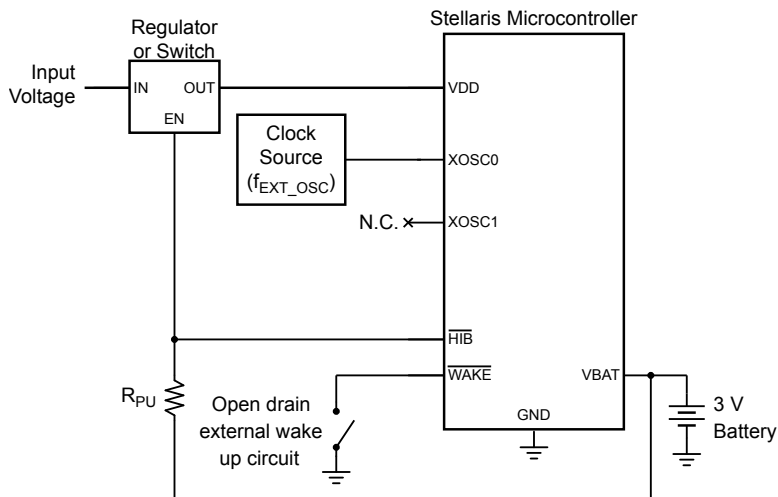 Stellaris Microcontroller
Regulator
or Switch
Input
Voltage
IN
OUT
EN
VDD
Clock
Source
(fEXT_OSC)
XOSC0
N.C.
XOSC1
HIB
WAKE
VBAT
RPU
Open drain
external wake
up circuit
GND
3 V
Battery